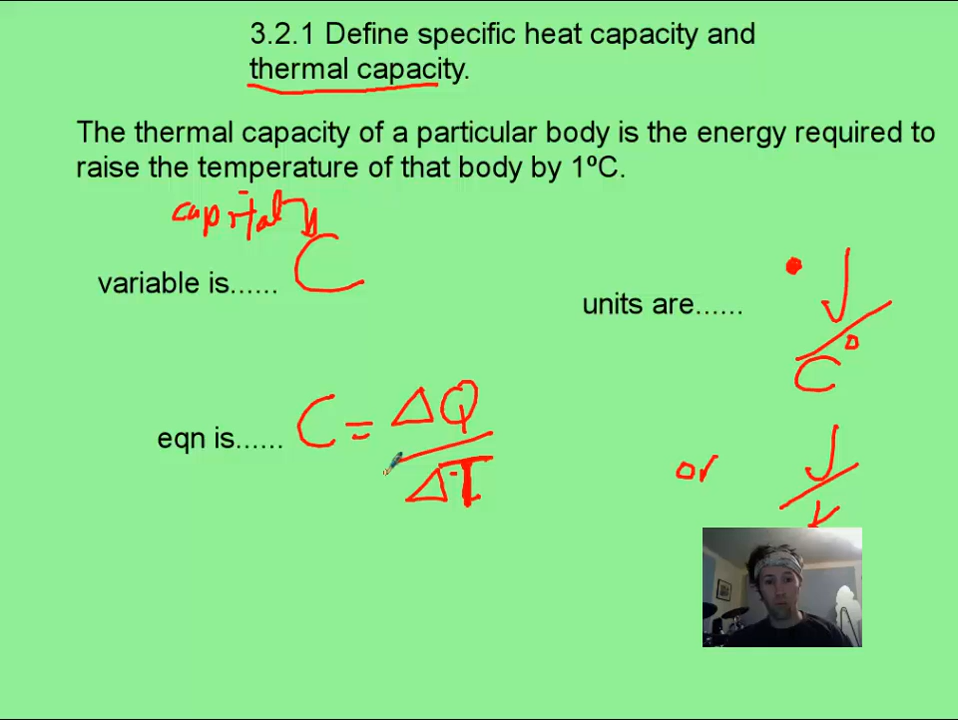 3.2.1 Define specific heat capacity and
thermal capacity.
The thermal capacity of a particular body is the energy required to
raise the temperature of that body by 1ºC.
capital
variable is...... C
units are...... J/C°
eqn is...... C = ΔQ/ΔT
or J/K